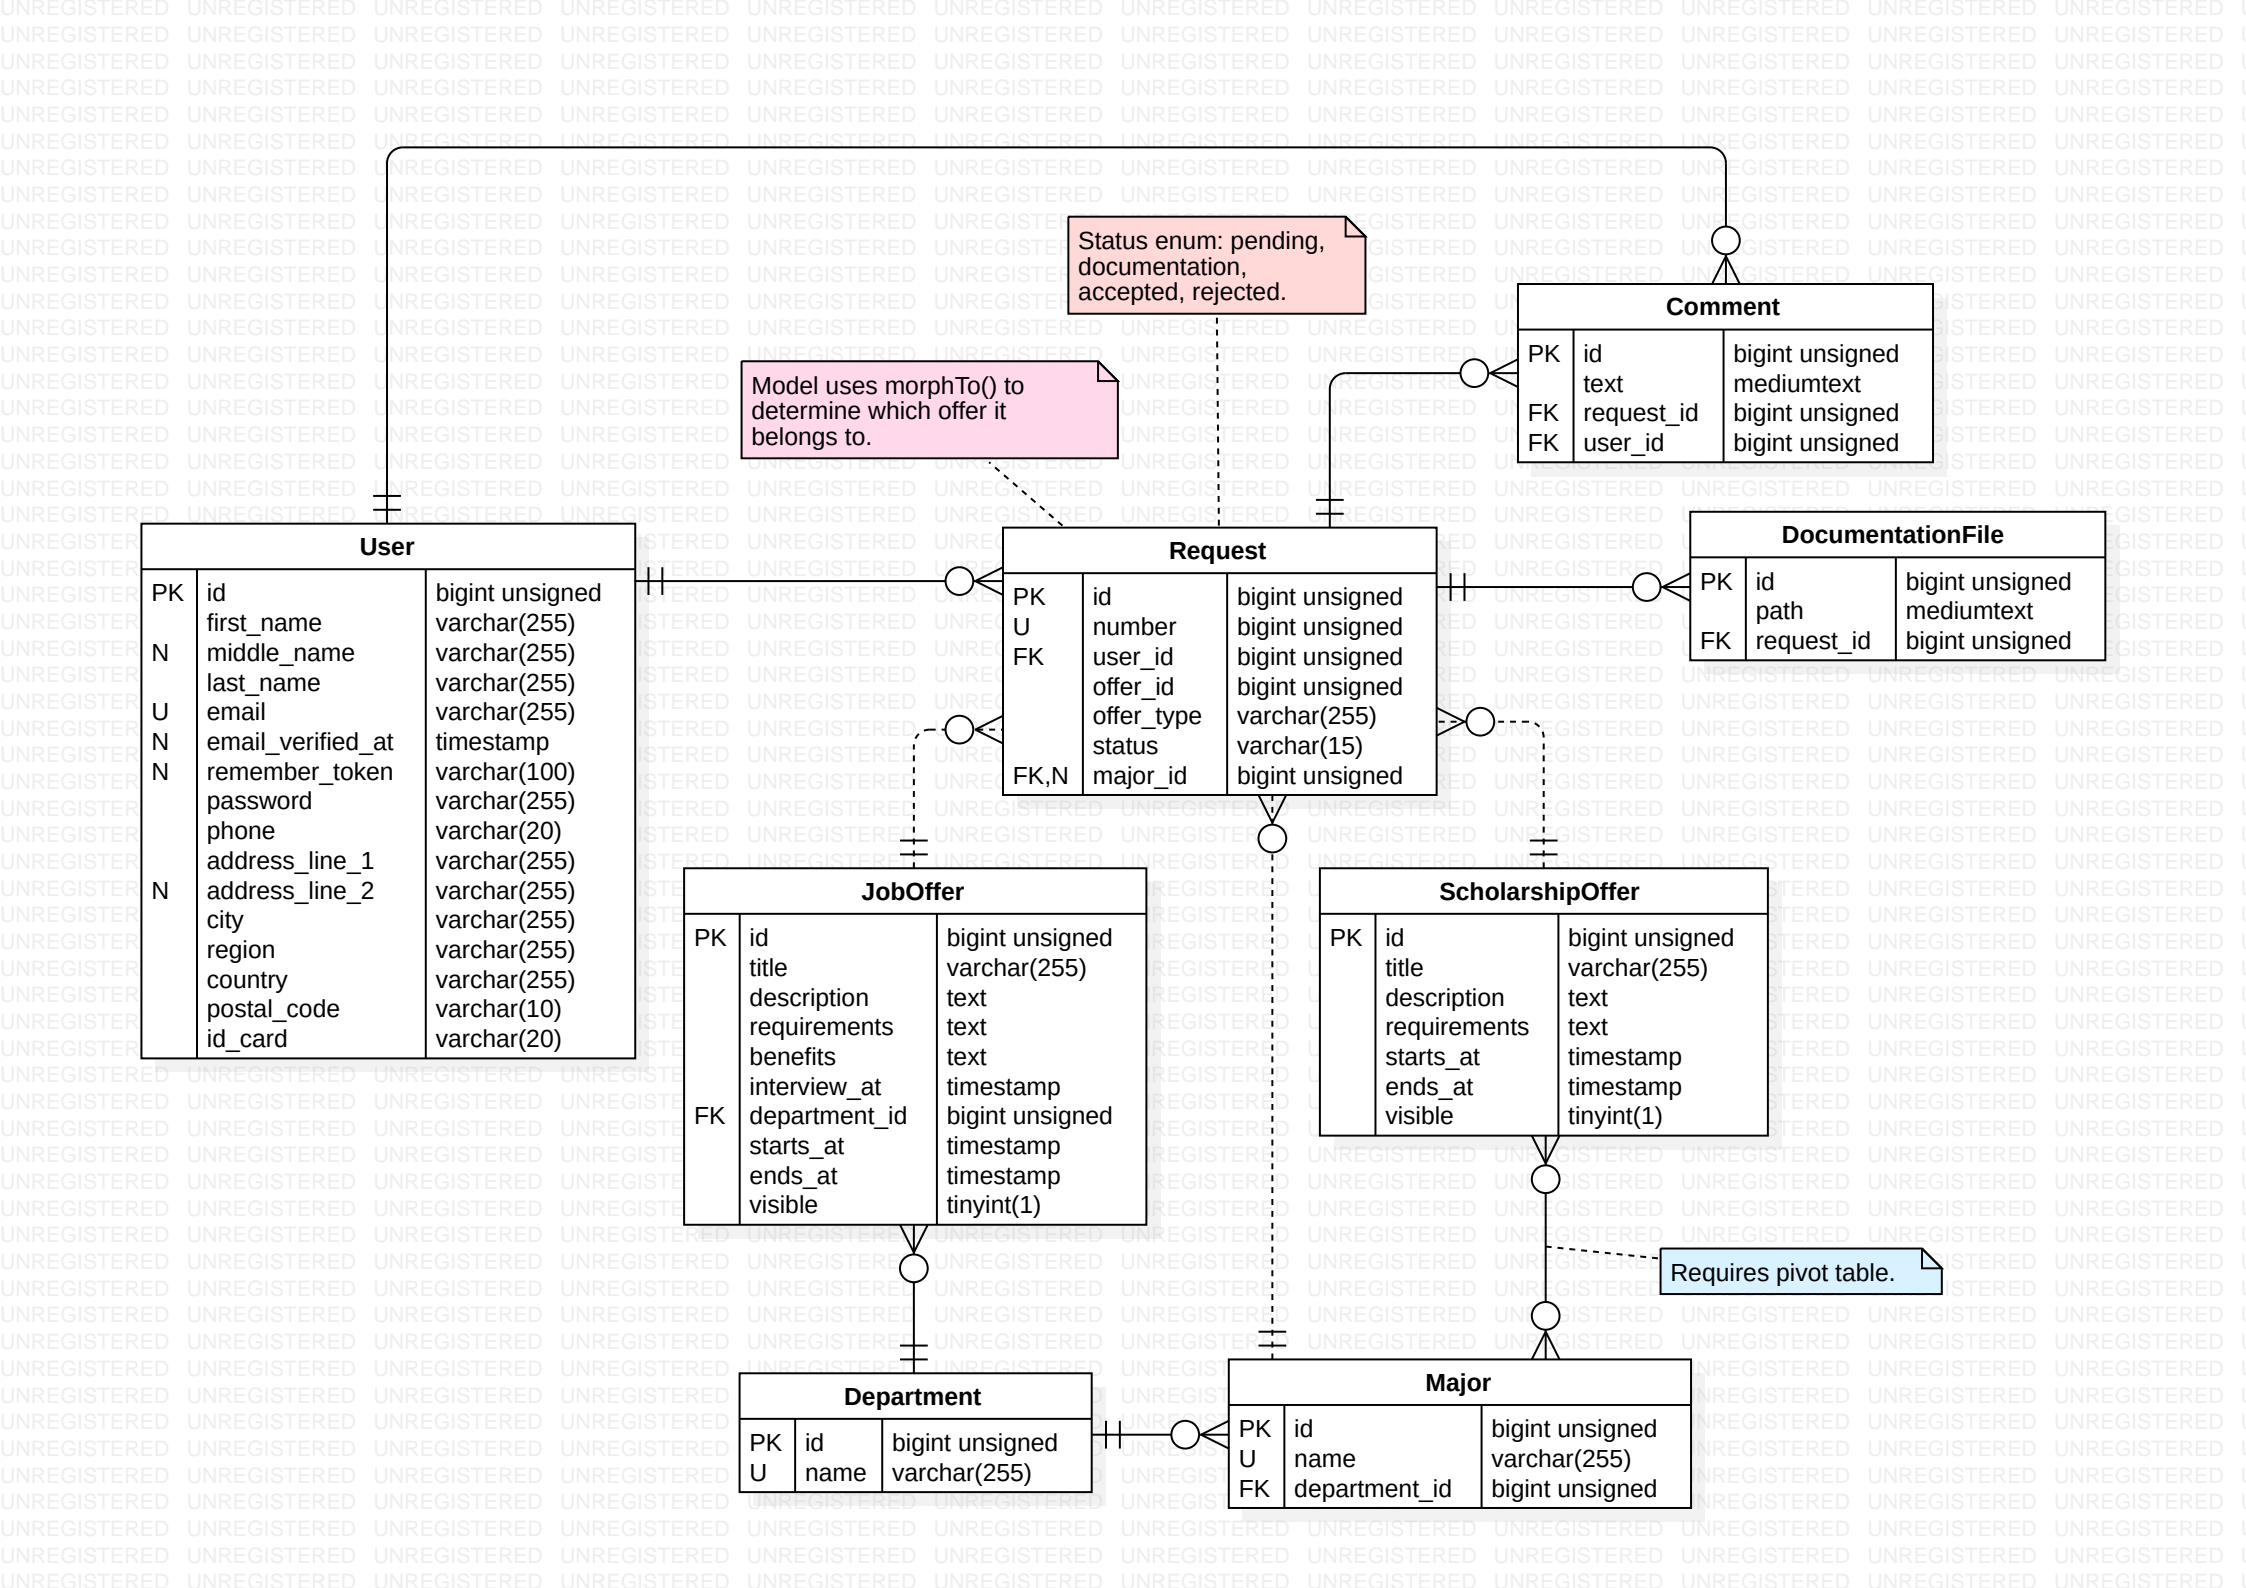 UNREGISTERED
Status enum: pending,
documentation,
accepted, rejected.
Model uses morphTo() to
determine which offer it
belongs to.
Comment
PK id bigint unsigned
text mediumtext
FK request_id bigint unsigned
FK user_id bigint unsigned
User
PK id bigint unsigned
first_name varchar(255)
N middle_name varchar(255)
last_name varchar(255)
U email varchar(255)
N email_verified_at timestamp
N remember_token varchar(100)
password varchar(255)
phone varchar(20)
address_line_1 varchar(255)
N address_line_2 varchar(255)
city varchar(255)
region varchar(255)
country varchar(255)
postal_code varchar(10)
id_card varchar(20)
Request
PK id bigint unsigned
U number bigint unsigned
FK user_id bigint unsigned
offer_id bigint unsigned
offer_type varchar(255)
status varchar(15)
FK,N major_id bigint unsigned
DocumentationFile
PK id bigint unsigned
path mediumtext
FK request_id bigint unsigned
JobOffer
PK id bigint unsigned
title varchar(255)
description text
requirements text
benefits text
interview_at timestamp
FK department_id bigint unsigned
starts_at timestamp
ends_at timestamp
visible tinyint(1)
ScholarshipOffer
PK id bigint unsigned
title varchar(255)
description text
requirements text
starts_at timestamp
ends_at timestamp
visible tinyint(1)
Requires pivot table.
Department
PK id bigint unsigned
U name varchar(255)
Major
PK id bigint unsigned
U name varchar(255)
FK department_id bigint unsigned